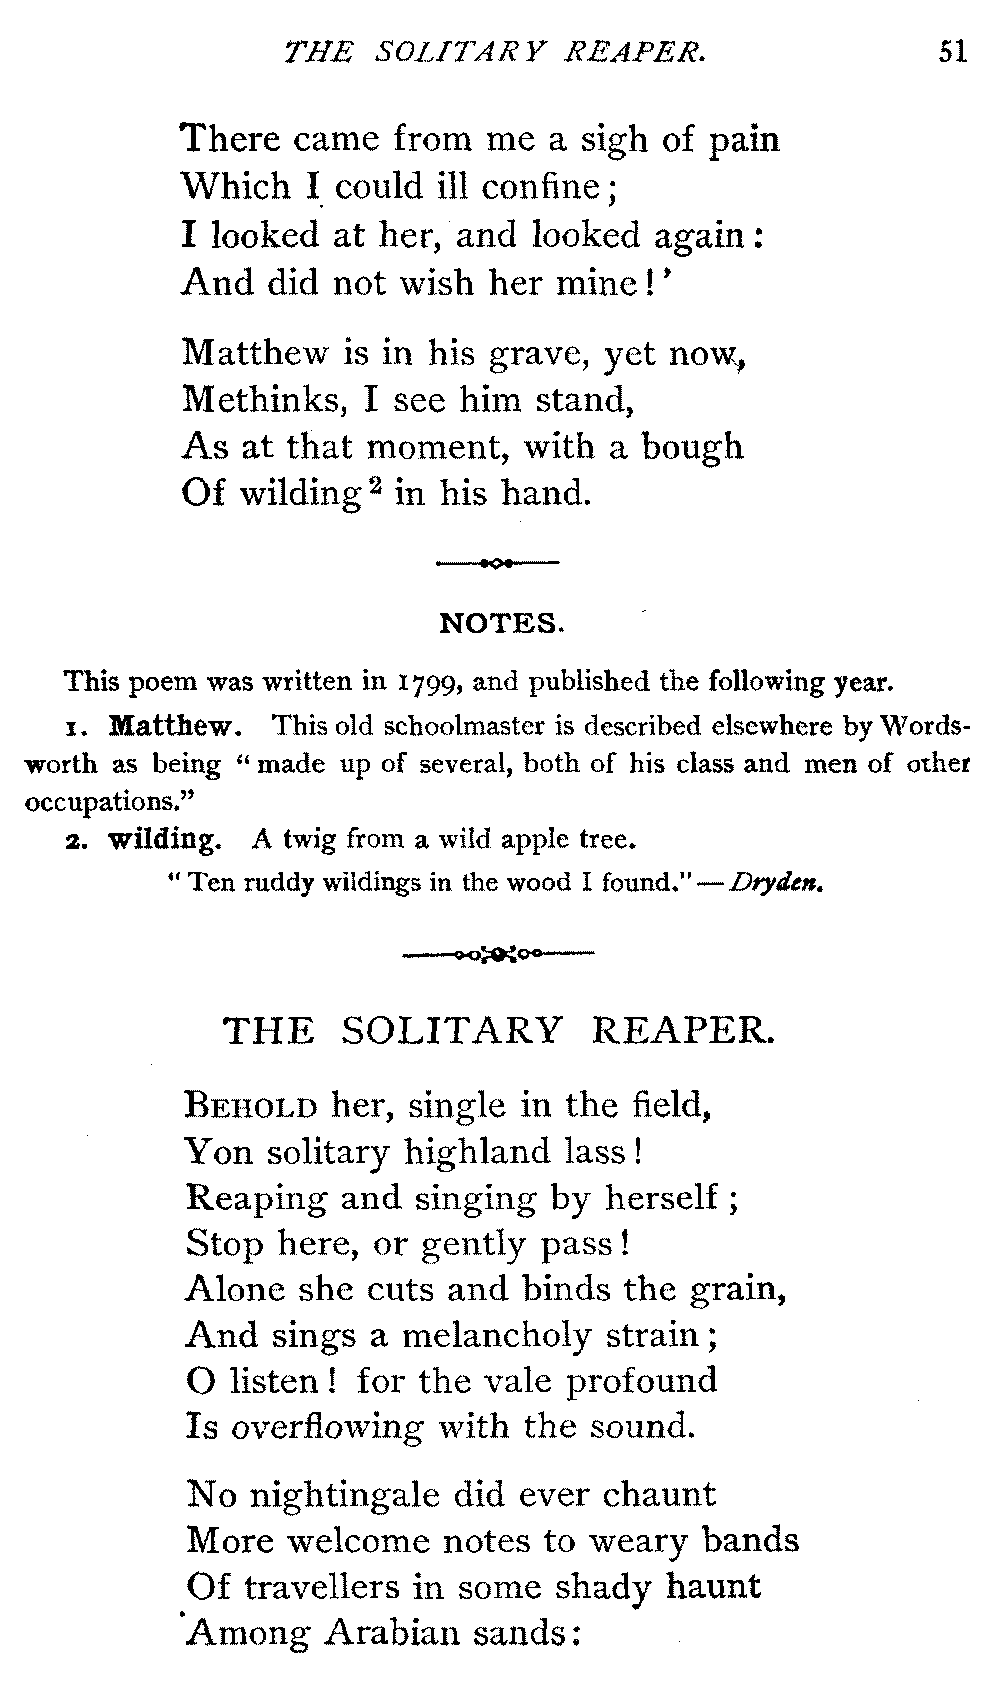 THE SOLITARY REAPER. 51
There came from me a sigh of pain
Which I could ill confine;
I looked at her, and looked again:
And did not wish her mine!’
Matthew is in his grave, yet now,
Methinks, I see him stand,
As at that moment, with a bough
Of wilding² in his hand.
NOTES.
This poem was written in 1799, and published the following year.
1. Matthew. This old schoolmaster is described elsewhere by Words-
worth as being “made up of several, both of his class and men of other
occupations.”
2. wilding. A twig from a wild apple tree.
“Ten ruddy wildings in the wood I found.”—Dryden.
THE SOLITARY REAPER.
BEHOLD her, single in the field,
Yon solitary highland lass!
Reaping and singing by herself;
Stop here, or gently pass!
Alone she cuts and binds the grain,
And sings a melancholy strain;
O listen! for the vale profound
Is overflowing with the sound.
No nightingale did ever chaunt
More welcome notes to weary bands
Of travellers in some shady haunt
Among Arabian sands: